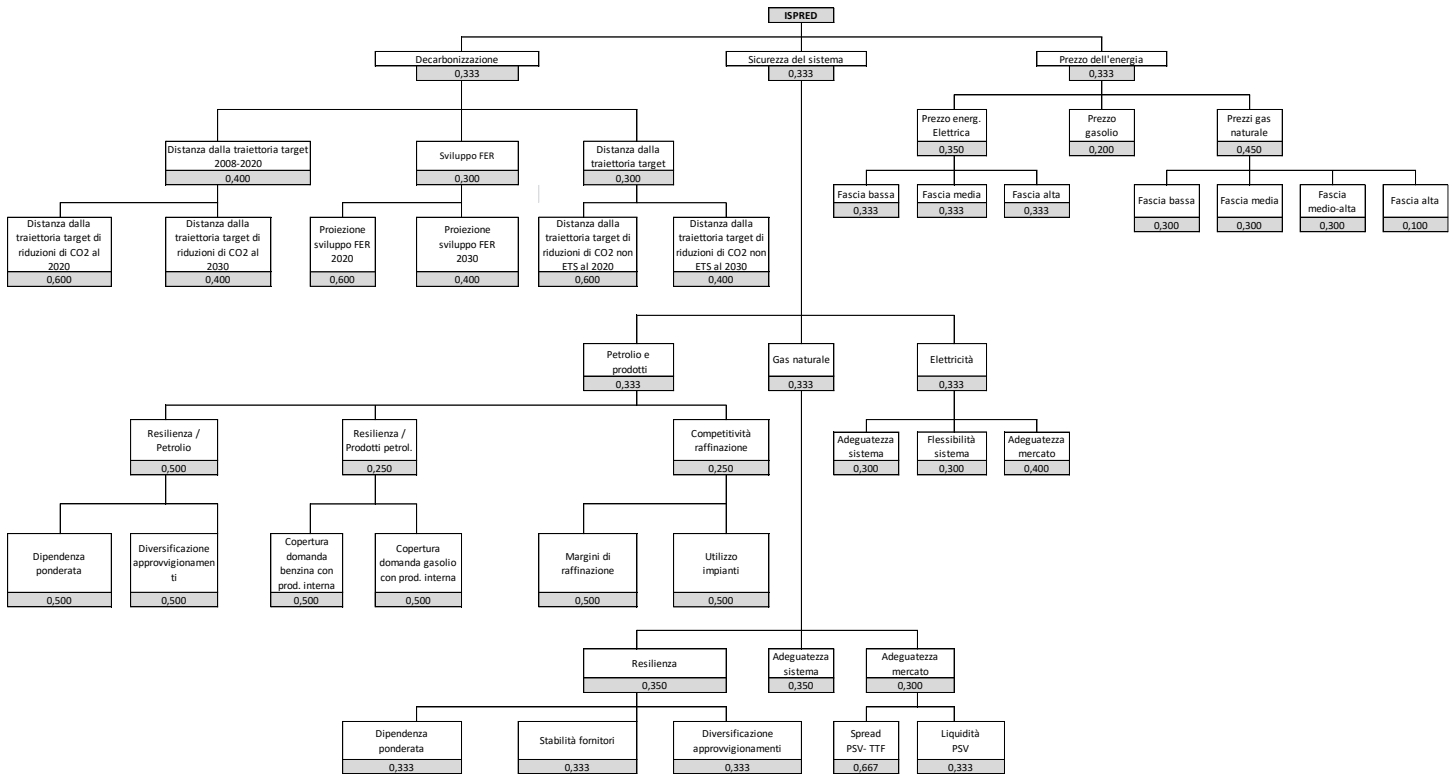 ISPRED
Decarbonizzazione
0,333
Sicurezza del sistema
0,333
Prezzo dell'energia
0,333
Distanza dalla traiettoria target
2008-2020
0,400
Sviluppo FER
0,300
Distanza dalla
traiettoria target
0,300
Prezzo energ.
Elettrica
0,350
Prezzo
gasolio
0,200
Prezzi gas
naturale
0,450
Distanza dalla
traiettoria target di
riduzioni di CO2 al
2020
0,600
Distanza dalla
traiettoria target di
riduzioni di CO2 al
2030
0,400
Proiezione
sviluppo FER
2020
0,600
Proiezione
sviluppo FER
2030
0,400
Distanza dalla
traiettoria target di
riduzioni di CO2 non
ETS al 2020
0,600
Distanza dalla
traiettoria target di
riduzioni di CO2 non
ETS al 2030
0,400
Fascia bassa
0,333
Fascia media
0,333
Fascia alta
0,333
Fascia bassa
0,300
Fascia media
0,300
Fascia
medio-alta
0,300
Fascia alta
0,100
Petrolio e
prodotti
0,333
Gas naturale
0,333
Elettricità
0,333
Resilienza /
Petrolio
0,500
Resilienza /
Prodotti petrol.
0,250
Competitività
raffinazione
0,250
Adeguatezza
sistema
0,300
Flessibilità
sistema
0,300
Adeguatezza
mercato
0,400
Dipendenza
ponderata
0,500
Diversificazione
approvvigionamen
ti
0,500
Copertura
domanda
benzina con
prod. interna
0,500
Copertura
domanda gasolio
con prod. interna
0,500
Margini di
raffinazione
0,500
Utilizzo
impianti
0,500
Resilienza
0,350
Adeguatezza
sistema
0,350
Adeguatezza
mercato
0,300
Dipendenza
ponderata
0,333
Stabilità fornitori
0,333
Diversificazione
approvvigionamenti
0,333
Spread
PSV- TTF
0,667
Liquidità
PSV
0,333